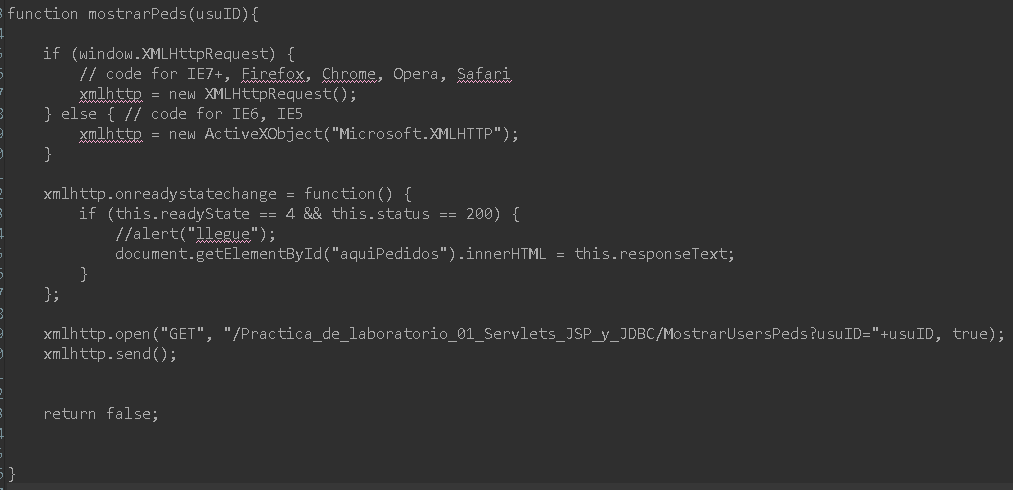 function mostrarPeds(usuID){
if (window.XMLHttpRequest) {
// code for IE7+, Firefox, Chrome, Opera, Safari
xmlhttp = new XMLHttpRequest();
} else { // code for IE6, IE5
xmlhttp = new ActiveXObject("Microsoft.XMLHTTP");
}
xmlhttp.onreadystatechange = function() {
if (this.readyState == 4 && this.status == 200) {
//alert("llegue");
document.getElementById("aquiPedidos").innerHTML = this.responseText;
}
};
xmlhttp.open("GET", "/Practica_de_laboratorio_01_Servlets_JSP_y_JDBC/MostrarUsersPeds?usuID="+usuID, true);
xmlhttp.send();
return false;
}